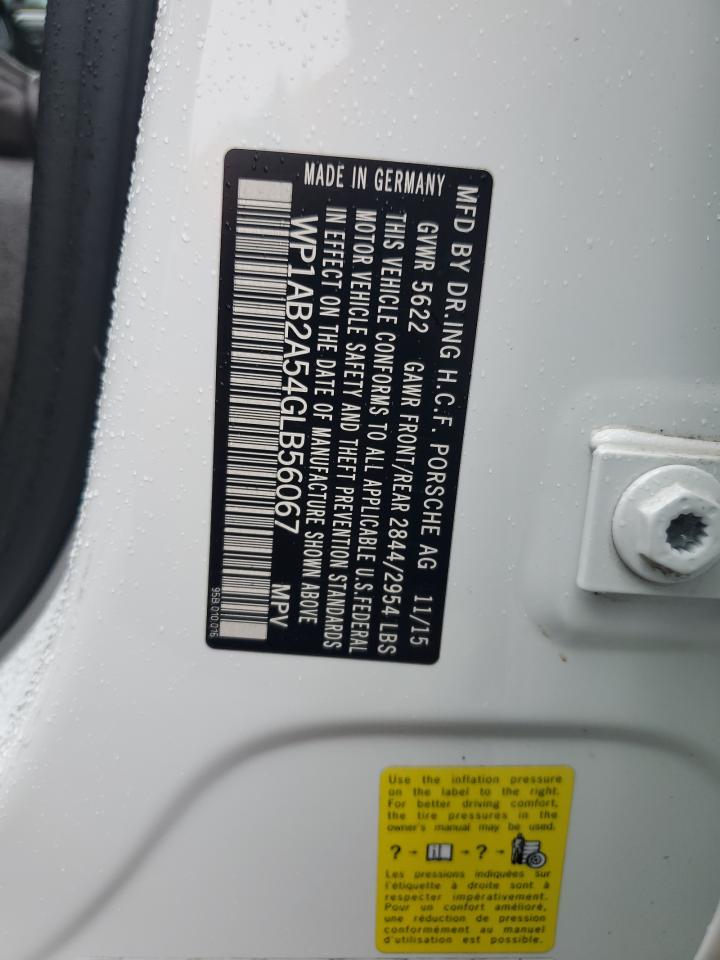 MFD BY DR.ING H.C.F. PORSCHE AG 11/15
MADE IN GERMANY
GVWR 5622 GAWR FRONT/REAR 2844/2954 LBS
THIS VEHICLE CONFORMS TO ALL APPLICABLE U.S.FEDERAL
MOTOR VEHICLE SAFETY AND THEFT PREVENTION STANDARDS
IN EFFECT ON THE DATE OF MANUFACTURE SHOWN ABOVE
WP1AB2A54GLB56067 MPV
95B.010.016
Use the inflation pressure
on the label to the right.
For better driving comfort,
the tire pressures in the
owner's manual may be used.
? - i - ? -
Les pressions indiquées sur
l'étiquette à droite sont à
respecter impérativement.
Pour un confort amélioré,
une réduction de pression
conformément au manuel
d'utilisation est possible.